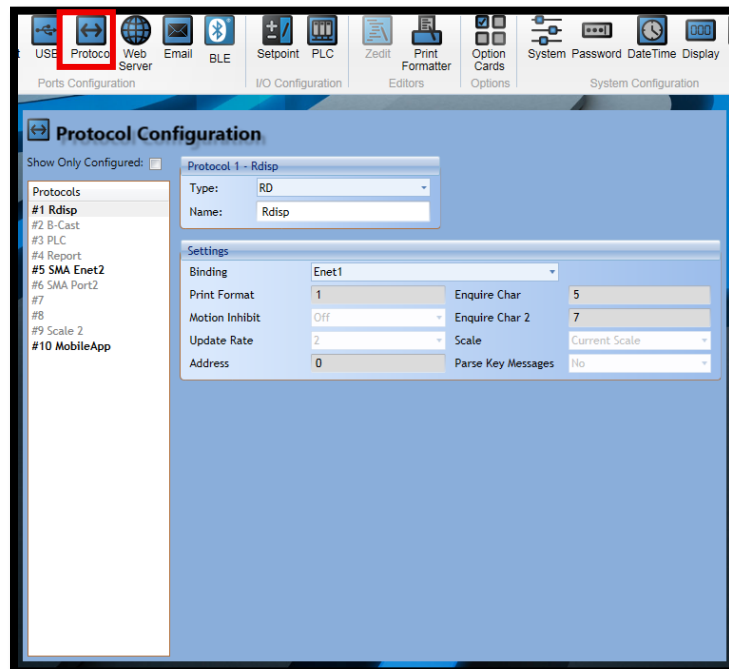 t USB Protocol Web Server Email BLE Setpoint PLC Zedit Print Formatter Option Cards System Password DateTime Display
Ports Configuration I/O Configuration Editors Options System Configuration
Protocol Configuration
Show Only Configured:
Protocols
#1 Rdisp
#2 B-Cast
#3 PLC
#4 Report
#5 SMA Enet2
#6 SMA Port2
#7
#8
#9 Scale 2
#10 MobileApp
Protocol 1 - Rdisp
Type: RD
Name: Rdisp
Settings
Binding Enet1
Print Format 1 Enquire Char 5
Motion Inhibit Off Enquire Char 2 7
Update Rate 2 Scale Current Scale
Address 0 Parse Key Messages No